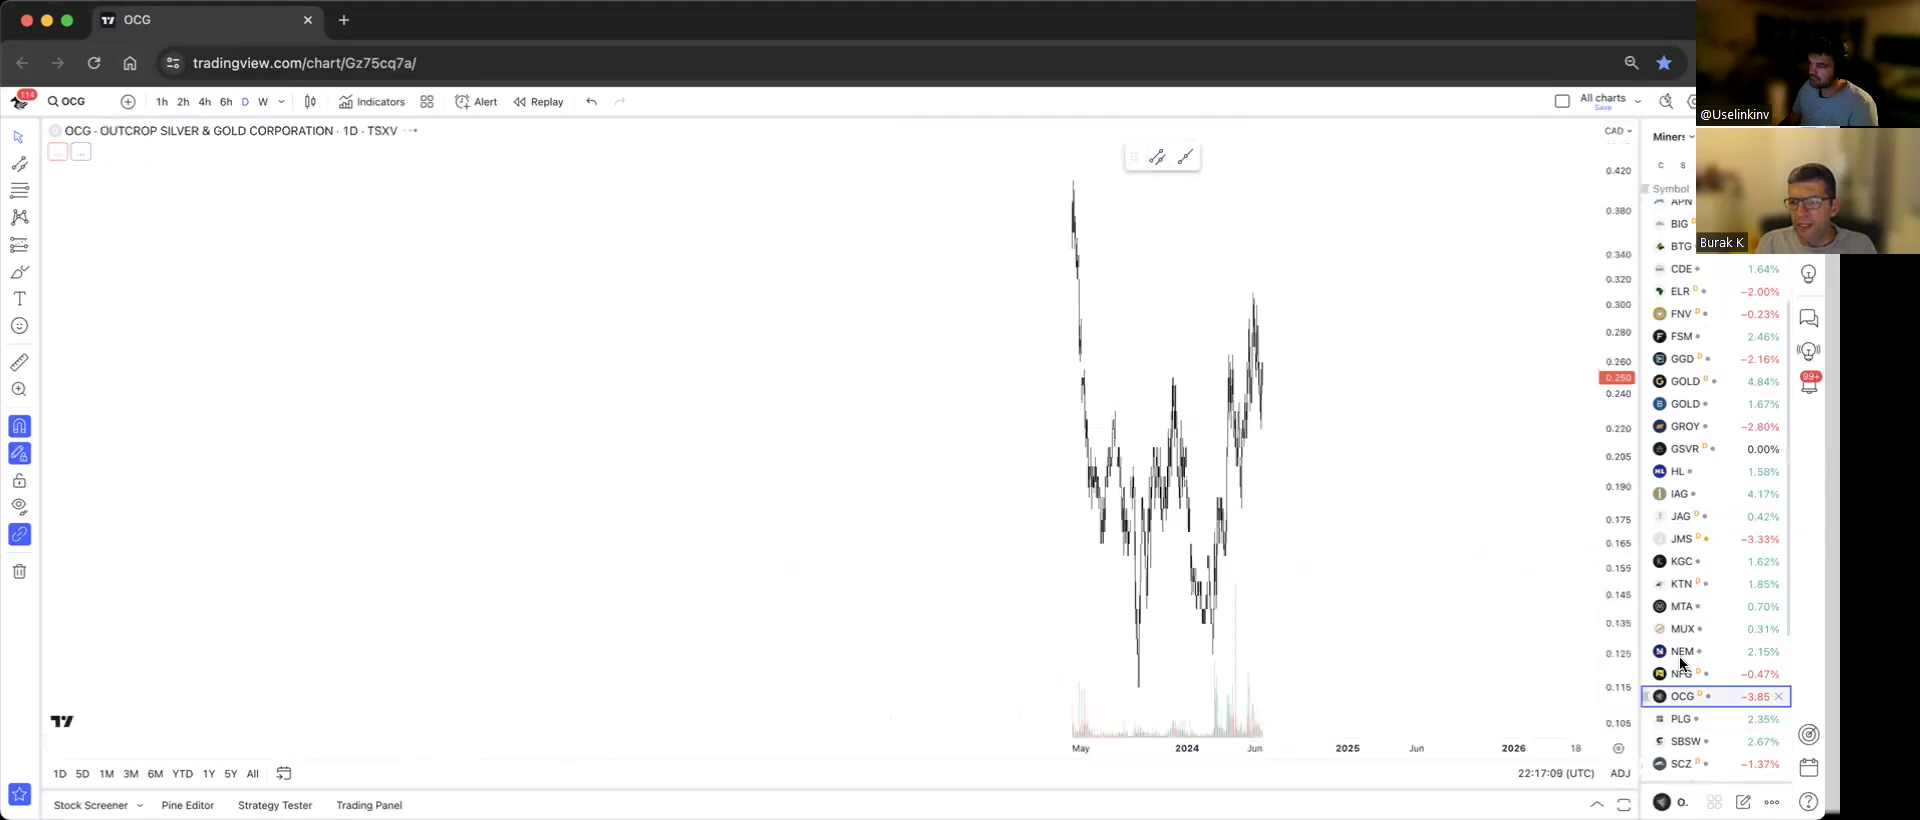 OCG
tradingview.com/chart/Gz75cq7a/
114
OCG
1h 2h 4h 6h D W
Indicators
Alert
Replay
All charts
Save
OCG · OUTCROP SILVER & GOLD CORPORATION · 1D · TSXV
CAD
0.420
0.380
0.340
0.320
0.300
0.280
0.260
0.250
0.240
0.220
0.205
0.190
0.175
0.165
0.155
0.145
0.135
0.125
0.115
0.105
May 2024 Jun 2025 Jun 2026 18
1D 5D 1M 3M 6M YTD 1Y 5Y All
22:17:09 (UTC) ADJ
Stock Screener Pine Editor Strategy Tester Trading Panel
Miners
C S
Symbol
APN
BIG D
BTG
CDE 1.64%
ELR D −2.00%
FNV D −0.23%
FSM 2.46%
GGD D −2.16%
GOLD D 4.84%
GOLD 1.67%
GROY −2.80%
GSVR D 0.00%
HL 1.58%
IAG 4.17%
JAG D 0.42%
JMS D −3.33%
KGC 1.62%
KTN D 1.85%
MTA 0.70%
MUX 0.31%
NEM 2.15%
NFG D −0.47%
OCG D −3.85
PLG 2.35%
SBSW 2.67%
SCZ D −1.37%
O.
99+
@Uselinkinv
Burak K